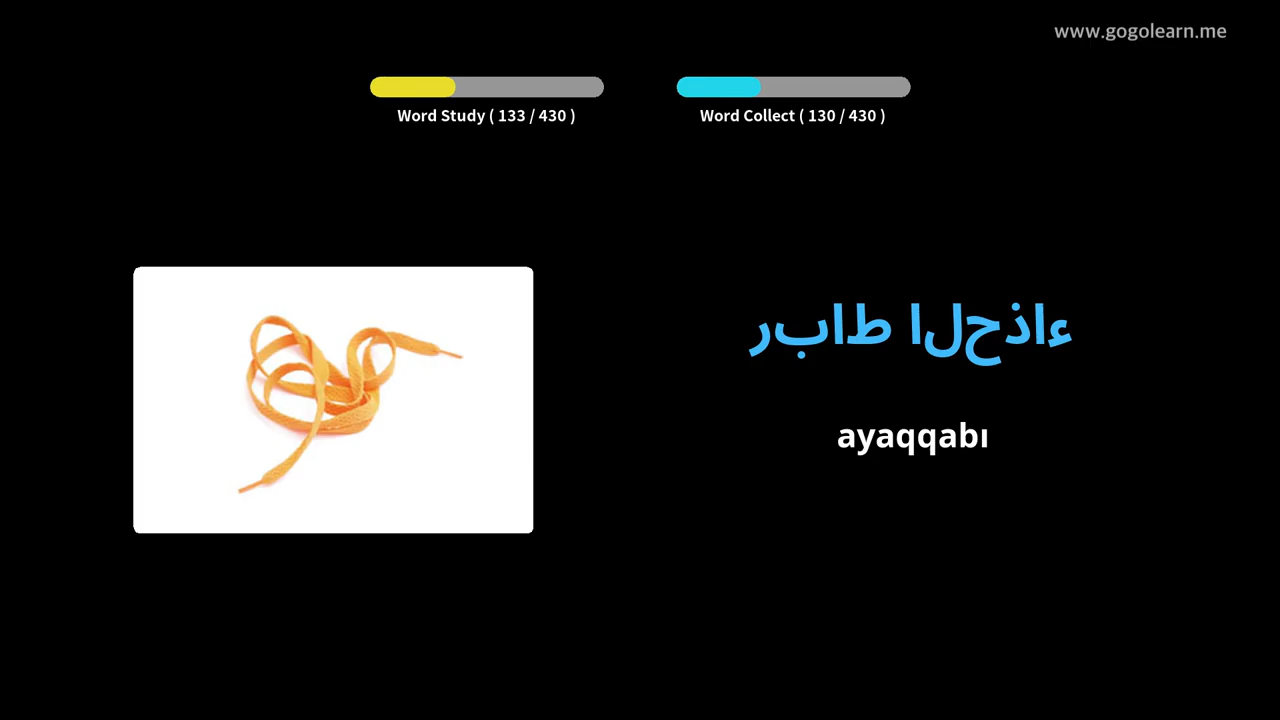 www.gogolearn.me
Word Study ( 133 / 430 )
Word Collect ( 130 / 430 )
رباط الحذاء
ayaqqabı